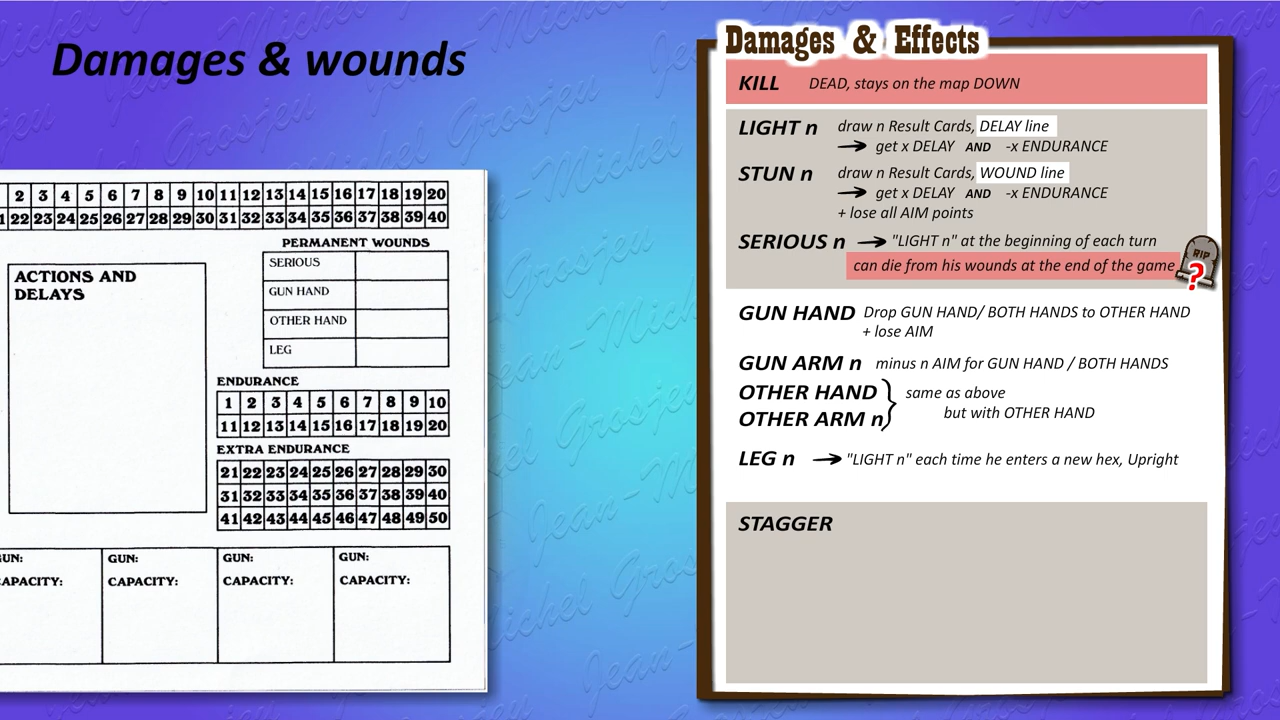 Damages & wounds
2 3 4 5 6 7 8 9 10 11 12 13 14 15 16 17 18 19 20
22 23 24 25 26 27 28 29 30 31 32 33 34 35 36 37 38 39 40
PERMANENT WOUNDS
SERIOUS
GUN HAND
OTHER HAND
LEG
ACTIONS AND
DELAYS
ENDURANCE
1 2 3 4 5 6 7 8 9 10
11 12 13 14 15 16 17 18 19 20
EXTRA ENDURANCE
21 22 23 24 25 26 27 28 29 30
31 32 33 34 35 36 37 38 39 40
41 42 43 44 45 46 47 48 49 50
GUN: GUN: GUN:
CAPACITY: CAPACITY: CAPACITY:
Damages & Effects
KILL DEAD, stays on the map DOWN
LIGHT n draw n Result Cards, DELAY line
→ get x DELAY AND -x ENDURANCE
STUN n draw n Result Cards, WOUND line
→ get x DELAY AND -x ENDURANCE
+ lose all AIM points
SERIOUS n → "LIGHT n" at the beginning of each turn
can die from his wounds at the end of the game
RIP
?
GUN HAND Drop GUN HAND/ BOTH HANDS to OTHER HAND
+ lose AIM
GUN ARM n minus n AIM for GUN HAND / BOTH HANDS
OTHER HAND } same as above
OTHER ARM n but with OTHER HAND
LEG n → "LIGHT n" each time he enters a new hex, Upright
STAGGER
Jean-Michel Grosjeu